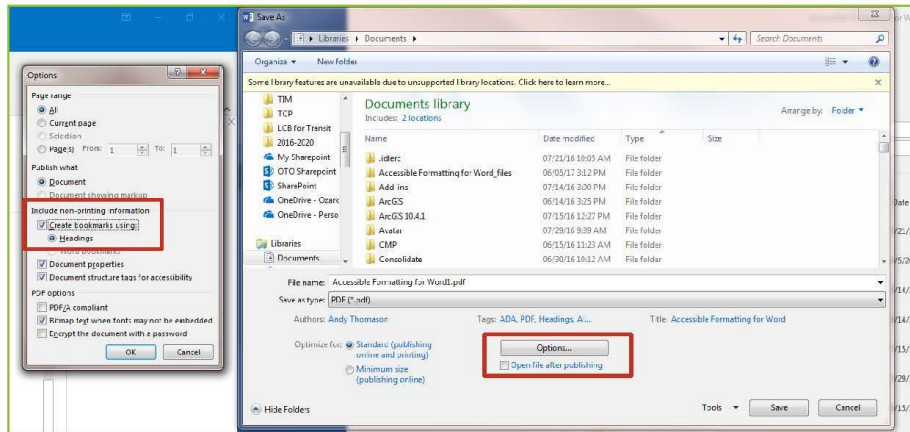 Options
Page range
All
Current page
Selection
Page(s) From: 1 To: 1
Publish what
Document
Document showing markup
Include non-printing information
Create bookmarks using:
Headings
Word bookmarks
Document properties
Document structure tags for accessibility
PDF options
PDF/A compliant
Bitmap text when fonts may not be embedded
Encrypt the document with a password
OK Cancel
Save As
Libraries Documents
Search Documents
Organize New folder
Some library features are unavailable due to unsupported library locations. Click here to learn more...
TIM
TCP
LCB for Transit
2016-2020
My Sharepoint
OTO Sharepoint
SharePoint
OneDrive - Ozark
OneDrive - Perso
Libraries
Documents
Documents library
Includes: 2 locations
Arrange by: Folder
Name Date modified Type Size
.idlerc 07/21/16 10:05 AM File folder
Accessible Formatting for Word_files 06/05/17 3:12 PM File folder
Add-ins 07/14/16 3:00 PM File folder
ArcGIS 06/14/16 3:25 PM File folder
ArcGIS 10.4.1 07/15/16 12:27 PM File folder
Avatar 07/29/16 9:39 AM File folder
CMP 06/15/16 11:23 AM File folder
Consolidate 06/30/16 10:12 AM File folder
File name: Accessible Formatting for Word1.pdf
Save as type: PDF (*.pdf)
Authors: Andy Thomason Tags: ADA, PDF, Headings, A... Title: Accessible Formatting for Word
Optimize for: Standard (publishing online and printing)
Minimum size (publishing online)
Options...
Open file after publishing
Hide Folders
Tools Save Cancel
Date